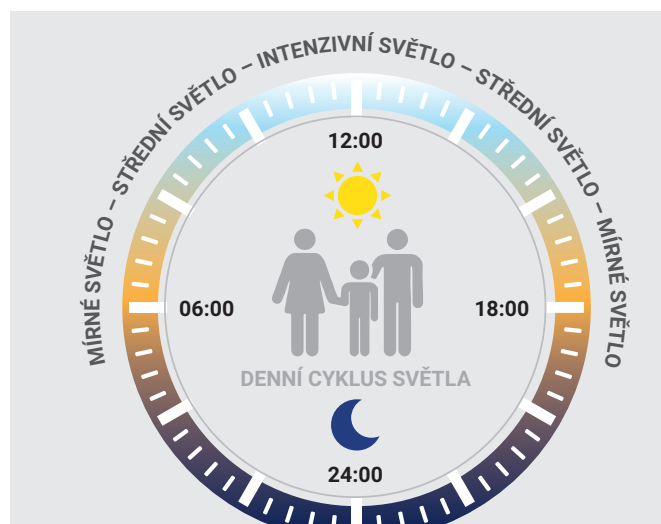 MÍRNÉ SVĚTLO – STŘEDNÍ SVĚTLO – INTENZIVNÍ SVĚTLO – STŘEDNÍ SVĚTLO – MÍRNÉ SVĚTLO
12:00
06:00
18:00
DENNÍ CYKLUS SVĚTLA
24:00